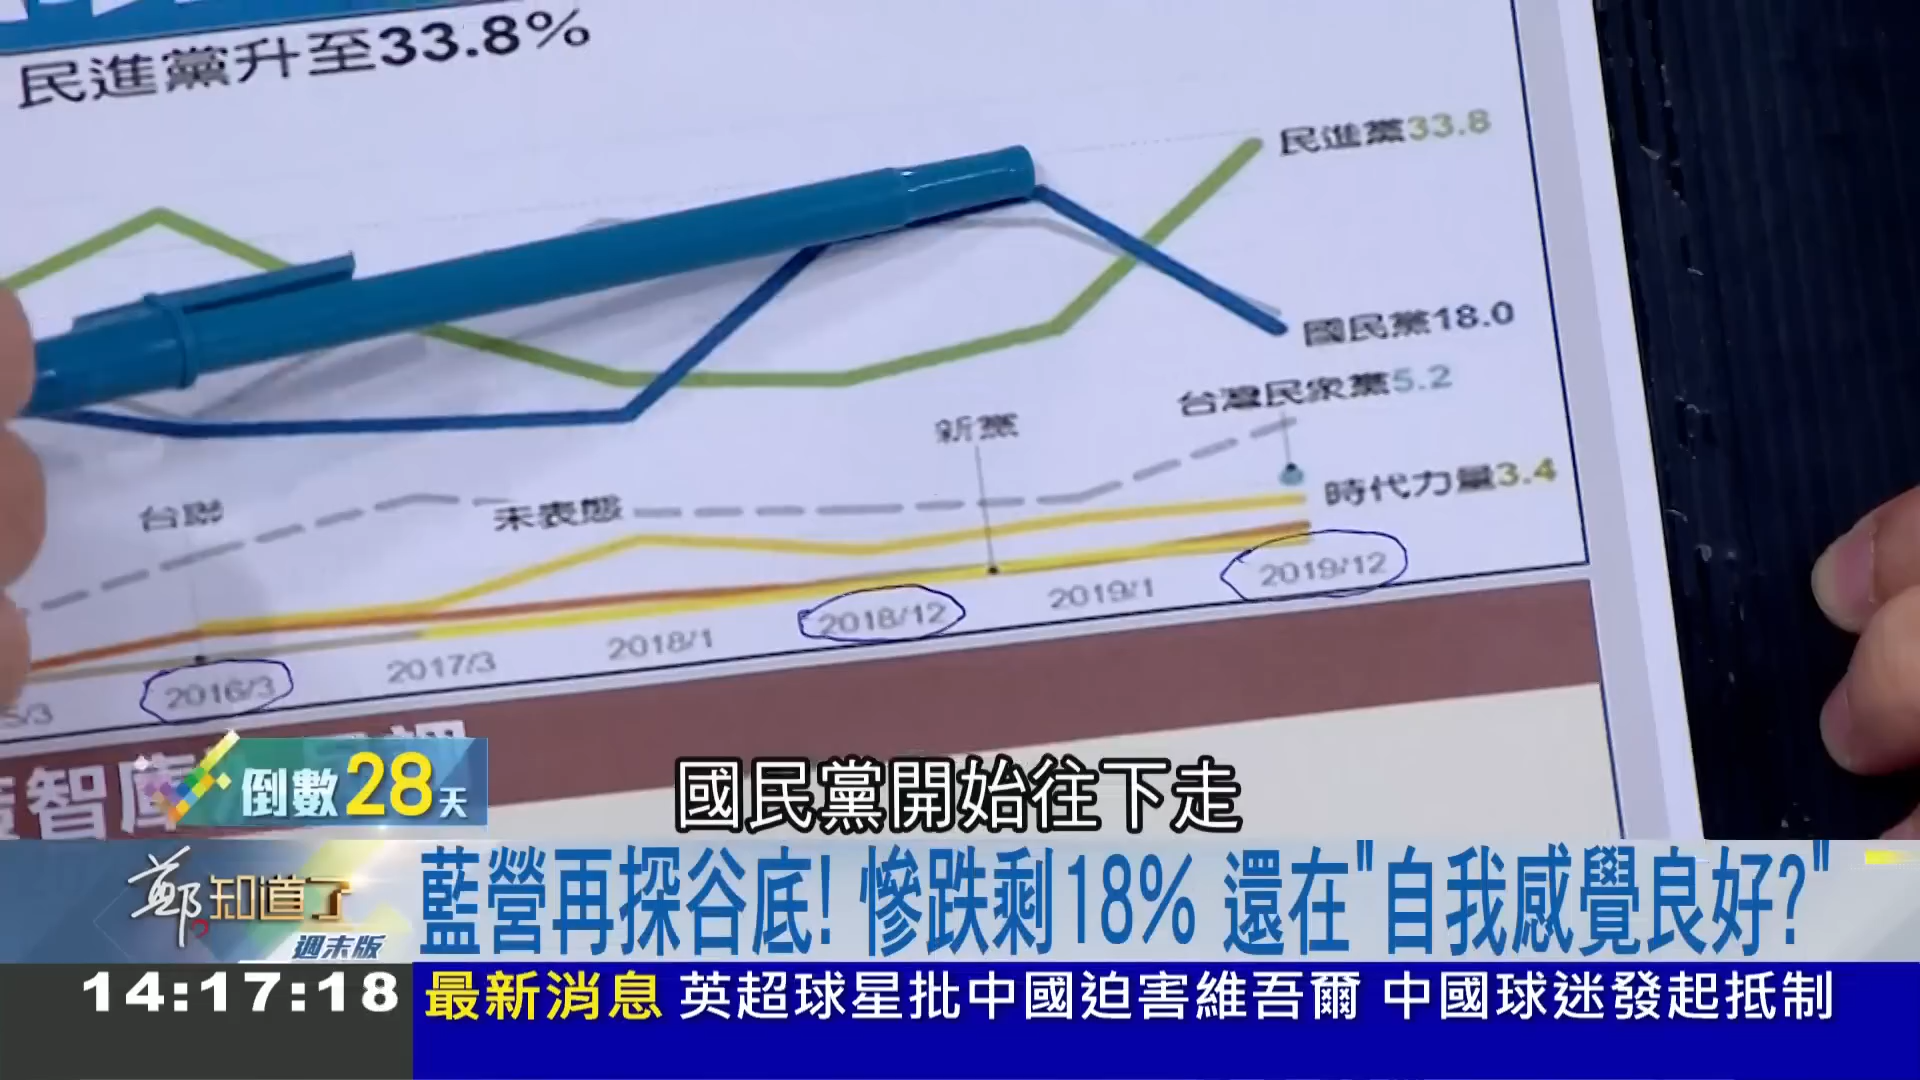 民進黨升至33.8%
民進黨33.8
國民黨18.0
台灣民眾黨5.2
新黨
時代力量3.4
台聯
未表態
5/3 2016/3 2017/3 2018/1 2018/12 2019/1 2019/12
智庫
倒數28天
國民黨開始往下走
鄭知道了
週末版
藍營再探谷底! 慘跌剩18% 還在"自我感覺良好?"
14:17:18
最新消息 英超球星批中國迫害維吾爾 中國球迷發起抵制